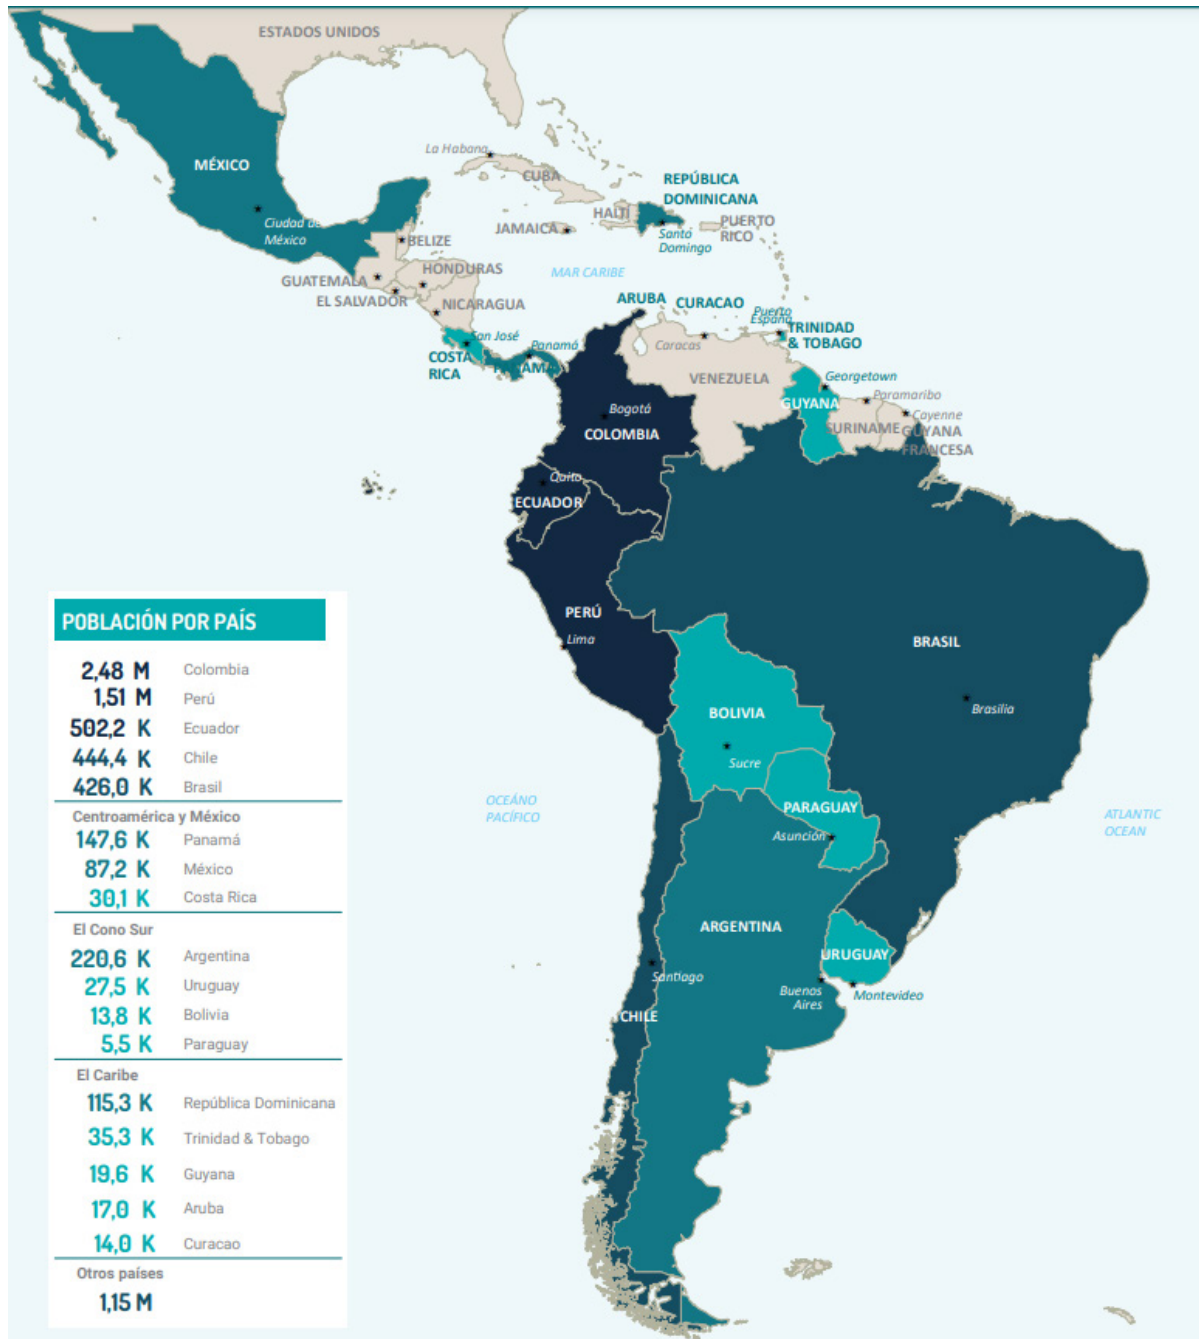 ESTADOS UNIDOS
MÉXICO
Ciudad de
México
La Habana
CUBA
REPÚBLICA
DOMINICANA
HAITÍ
JAMAICA
Santo
Domingo
PUERTO
RICO
BELIZE
GUATEMALA
HONDURAS
EL SALVADOR
NICARAGUA
MAR CARIBE
ARUBA
CURACAO
Puerto
España
TRINIDAD
& TOBAGO
San José
COSTA
RICA
Panamá
PANAMÁ
Caracas
VENEZUELA
Georgetown
GUYANA
Paramaribo
SURINAME
Cayenne
GUYANA
FRANCESA
Bogotá
COLOMBIA
Quito
ECUADOR
PERÚ
Lima
BRASIL
Brasilia
BOLIVIA
Sucre
PARAGUAY
Asunción
OCEÁNO
PACÍFICO
ATLANTIC
OCEAN
ARGENTINA
URUGUAY
Santiago
Buenos
Aires
Montevideo
CHILE
POBLACIÓN POR PAÍS
2,48 M Colombia
1,51 M Perú
502,2 K Ecuador
444,4 K Chile
426,0 K Brasil
Centroamérica y México
147,6 K Panamá
87,2 K México
30,1 K Costa Rica
El Cono Sur
220,6 K Argentina
27,5 K Uruguay
13,8 K Bolivia
5,5 K Paraguay
El Caribe
115,3 K República Dominicana
35,3 K Trinidad & Tobago
19,6 K Guyana
17,0 K Aruba
14,0 K Curacao
Otros países
1,15 M